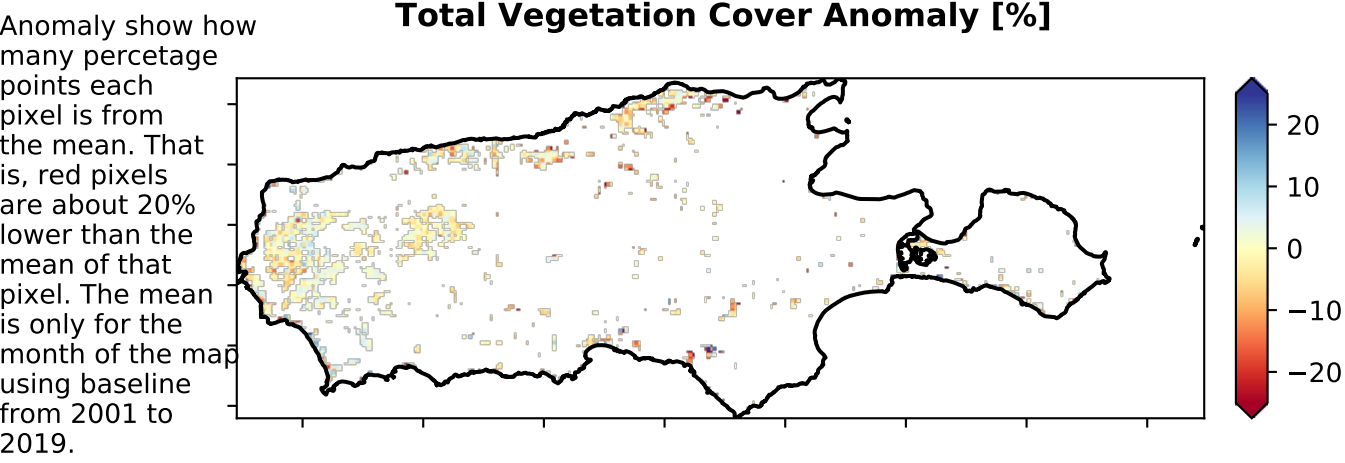 Total Vegetation Cover Anomaly [%]
Anomaly show how
many percetage
points each
pixel is from
the mean. That
is, red pixels
are about 20%
lower than the
mean of that
pixel. The mean
is only for the
month of the map
using baseline
from 2001 to
2019.
20
10
0
−10
−20